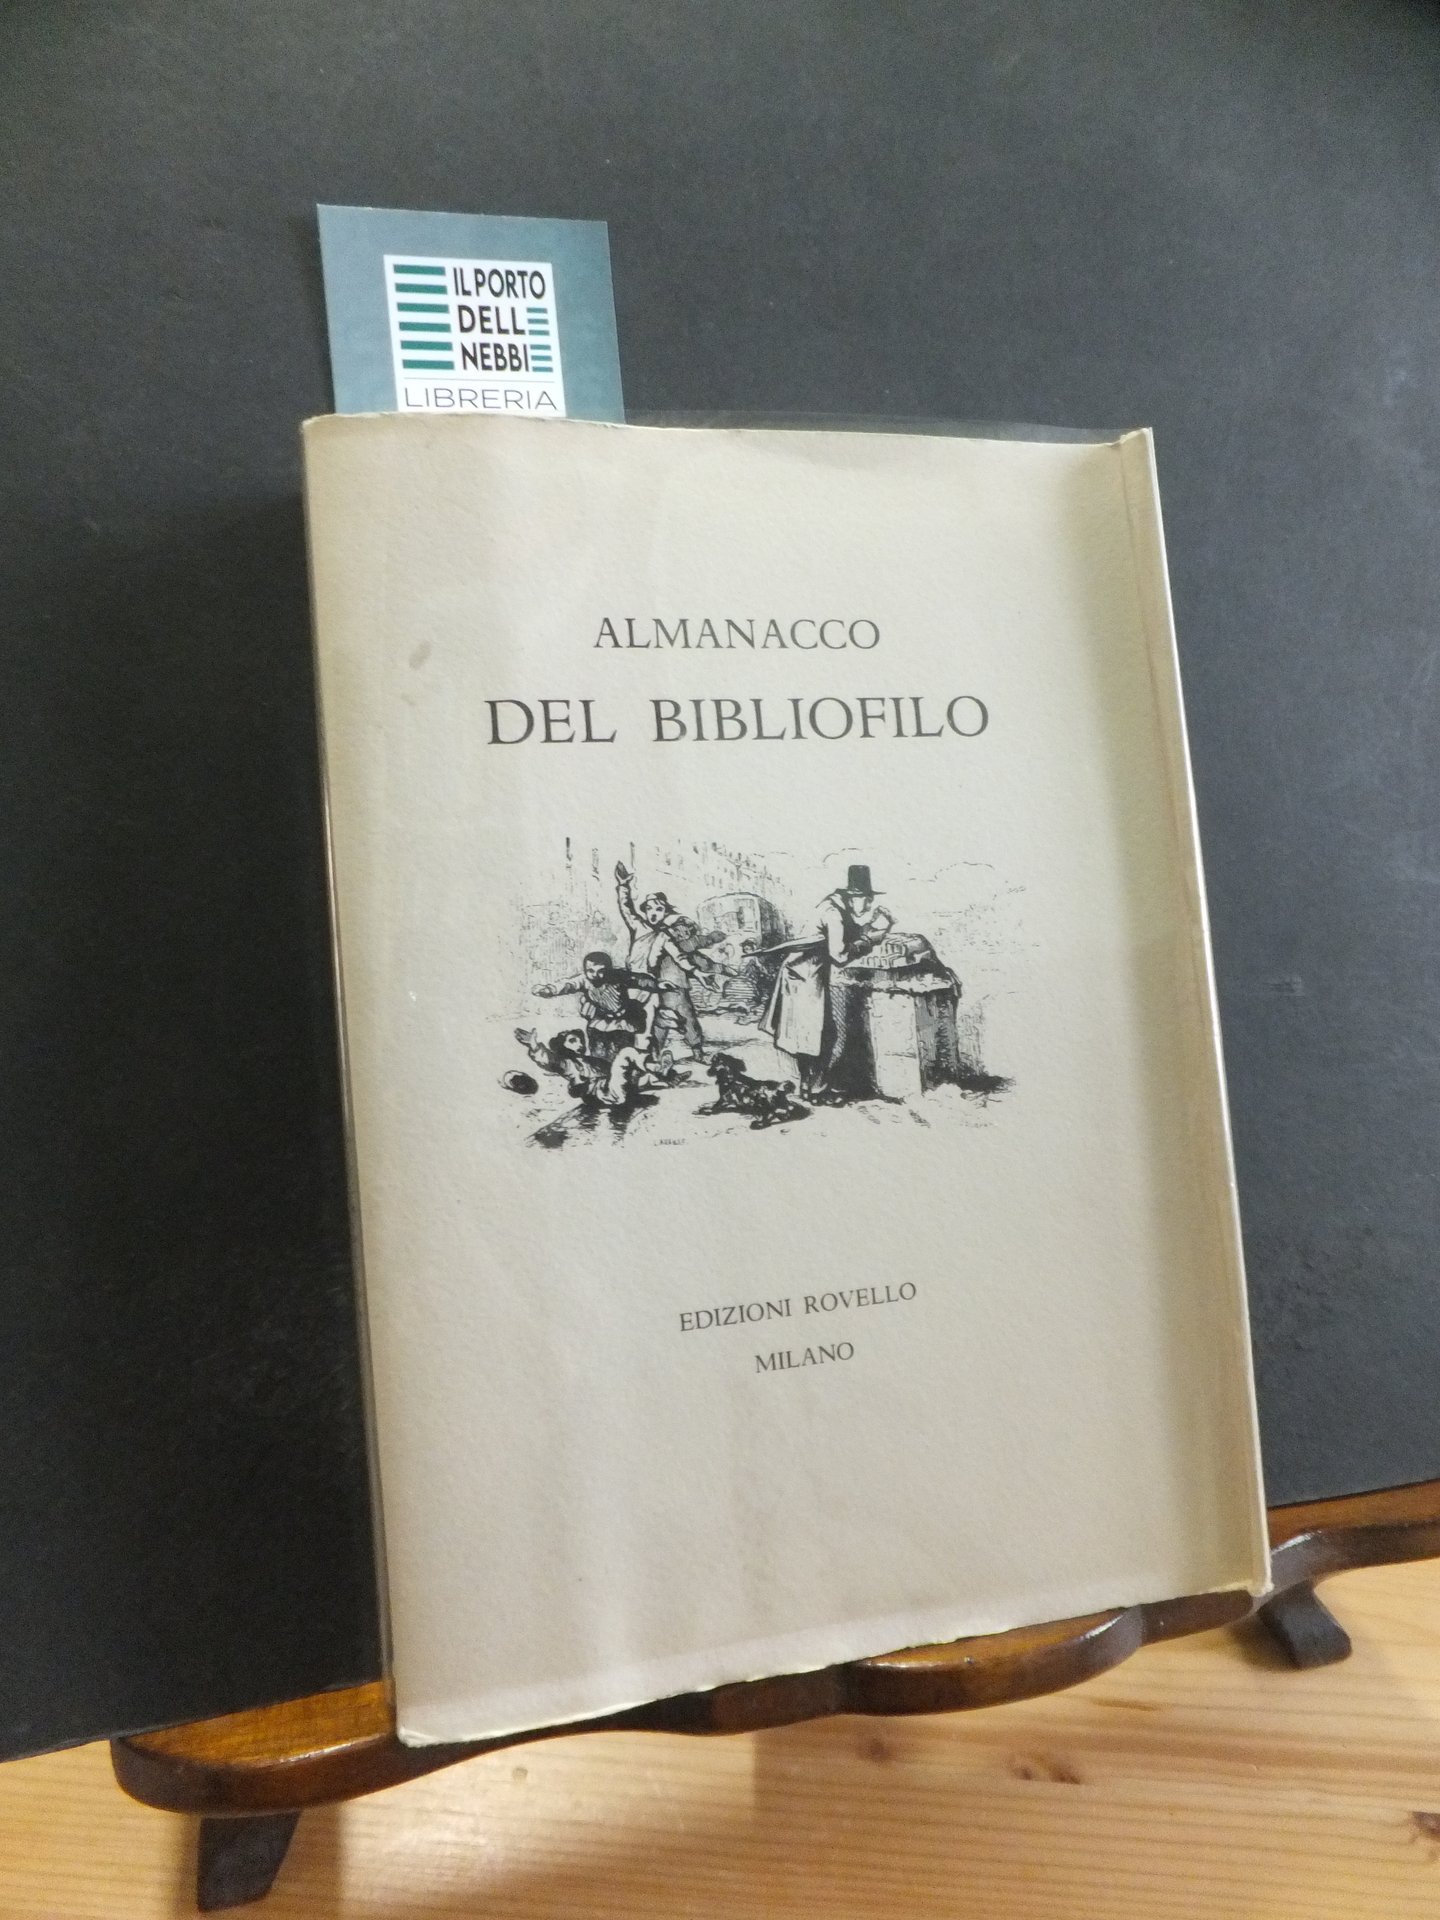 IL PORTO
DELLE
NEBBIE
LIBRERIA
ALMANACCO
DEL BIBLIOFILO
EDIZIONI ROVELLO
MILANO